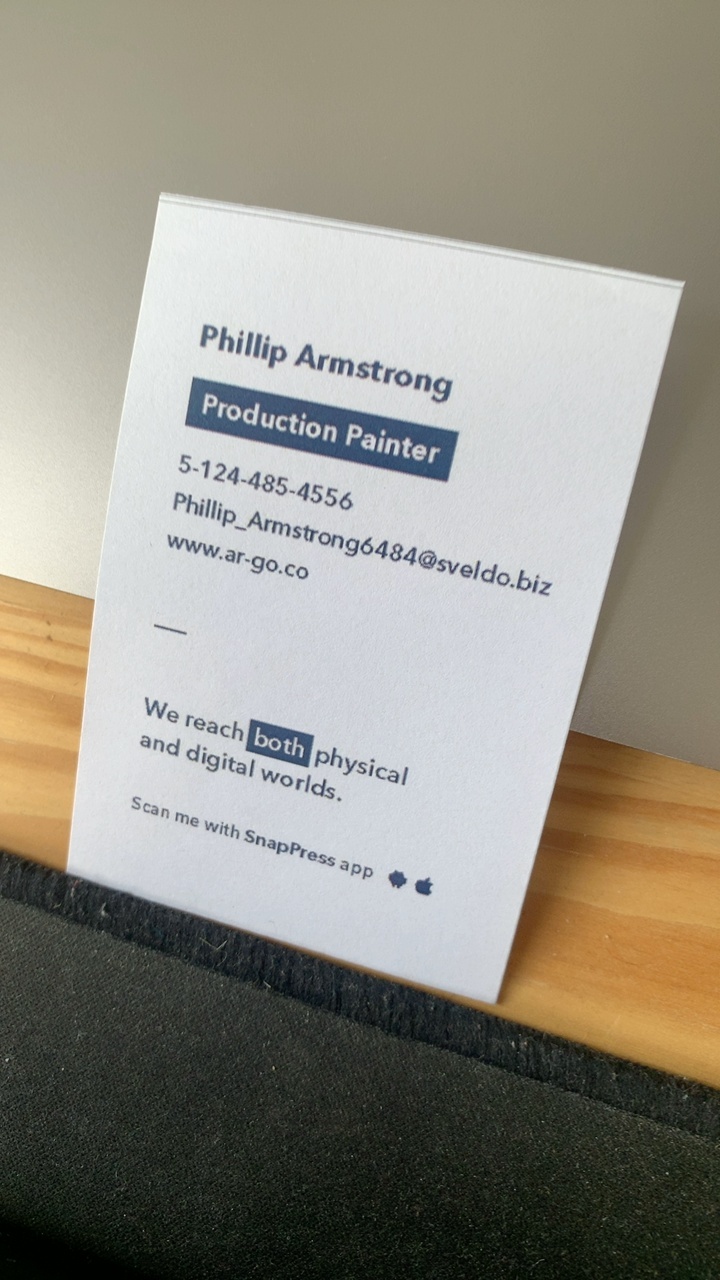 Phillip Armstrong
Production Painter
5-124-485-4556
Phillip_Armstrong6484@sveldo.biz
www.ar-go.co
We reach both physical
and digital worlds.
Scan me with SnapPress app